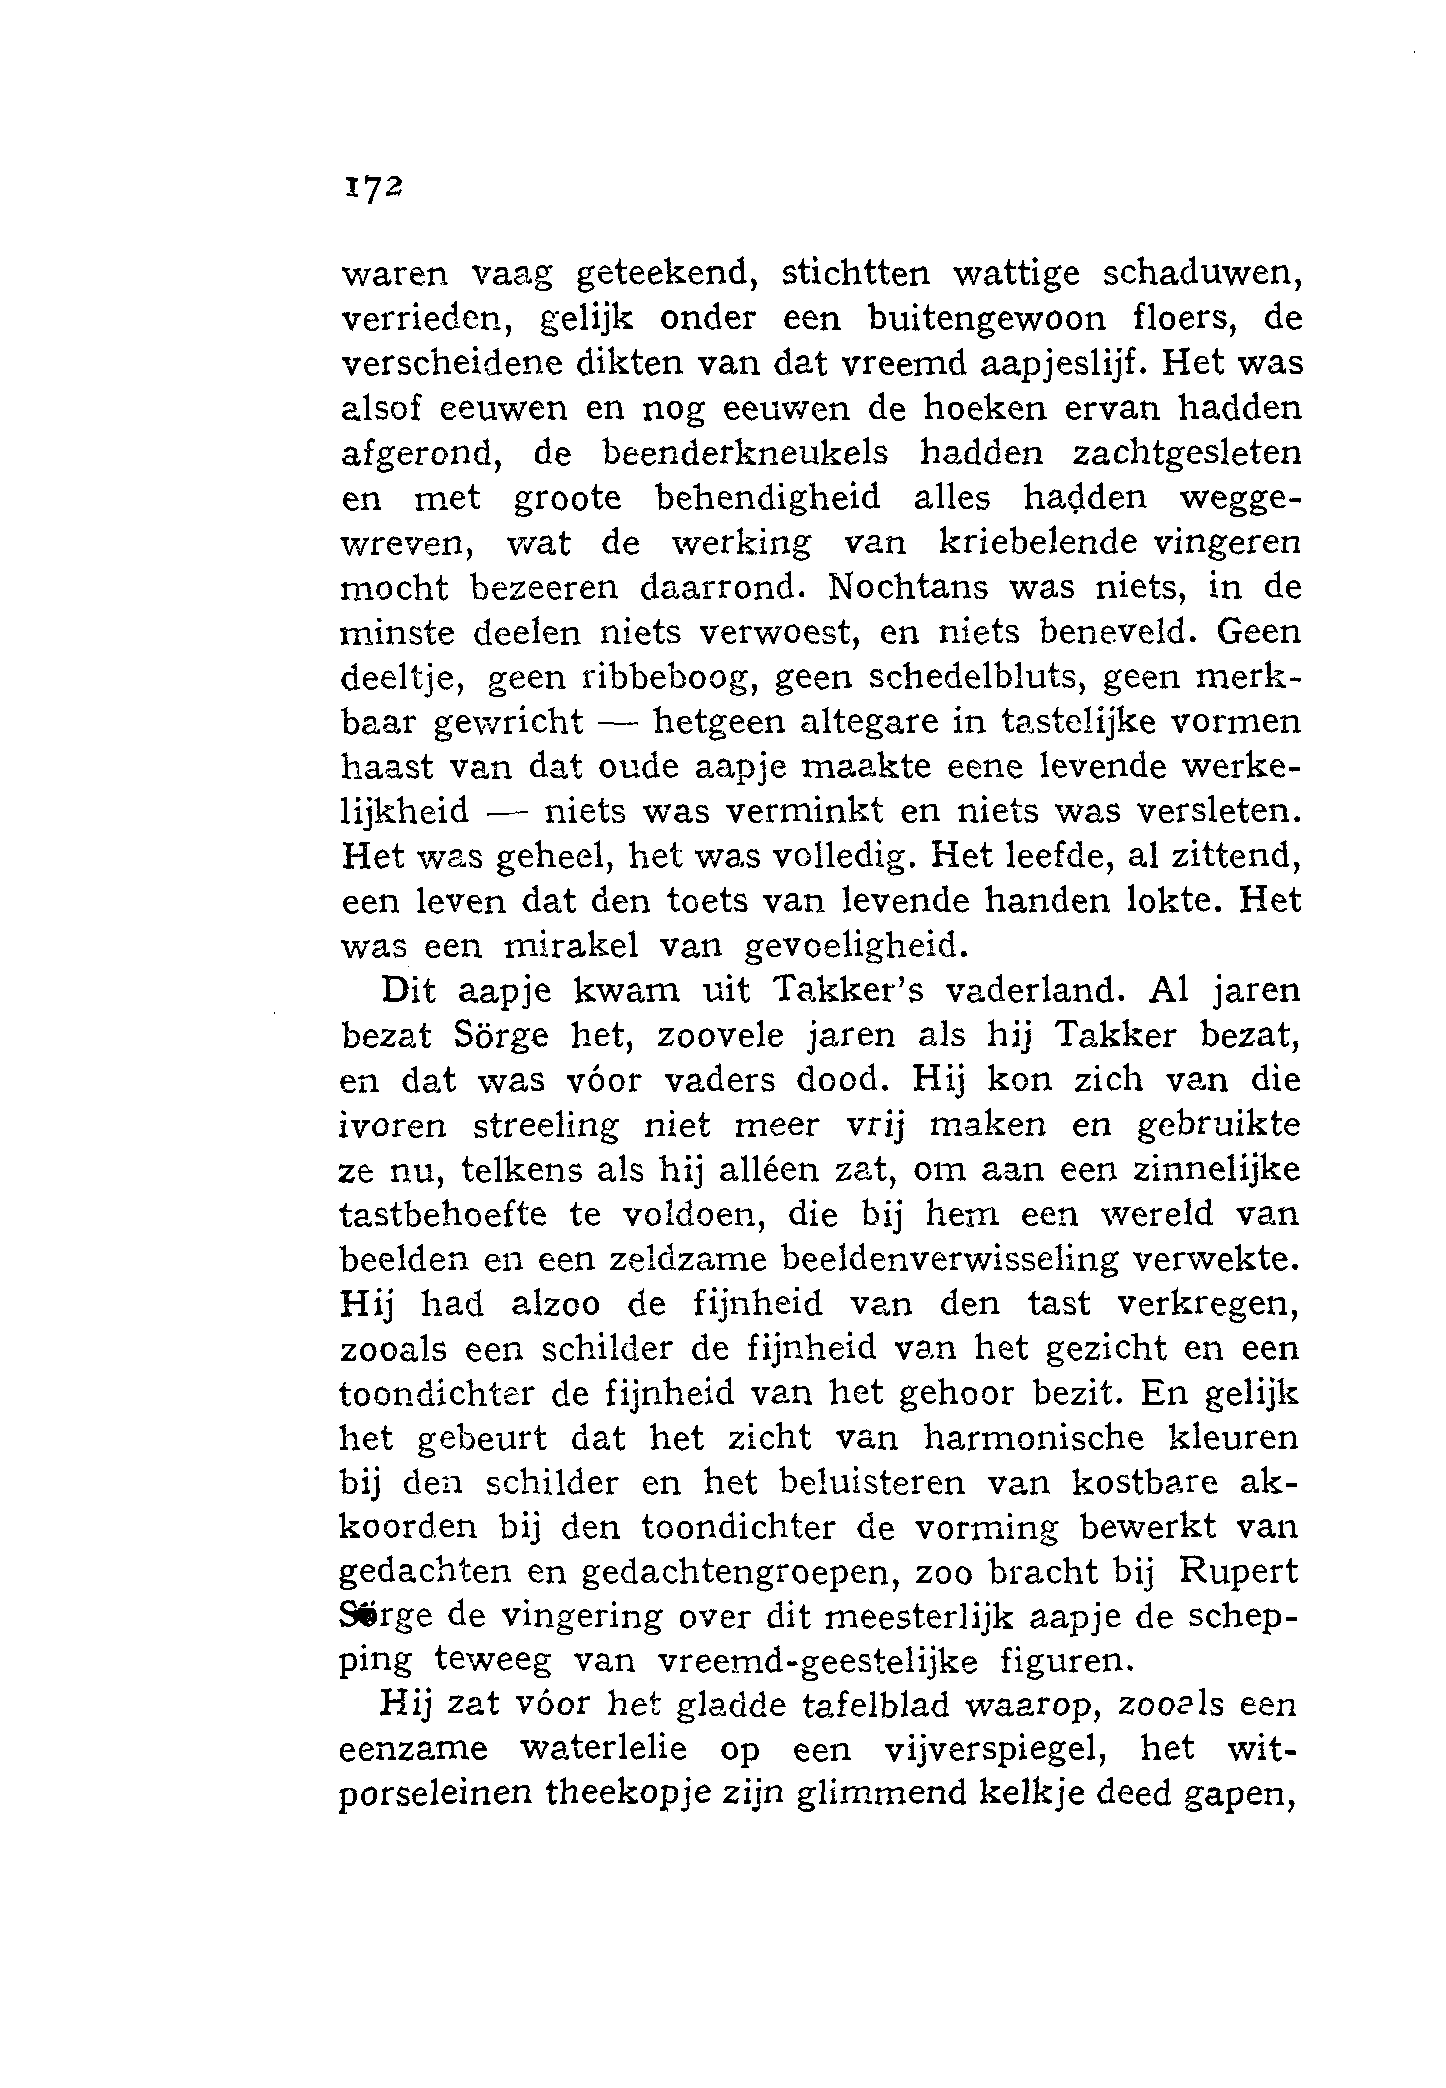 172
waren vaag geteekend, stichtten wattige schaduwen,
verrieden, gelijk onder een buitengewoon floers, de
verscheidene dikten van dat vreemd aapjeslijf. Het was
alsof eeuwen en nog eeuwen de hoeken ervan hadden
afgerond, de beenderkneukels hadden zachtgesleten
en met groote behendigheid alles hadden wegge-
wreven, wat de werking van kriebelende vingeren
mocht bezeeren daarrond. Nochtans was niets, in de
minste deelen niets verwoest, en niets beneveld. Geen
deeltje, geen ribbeboog, geen schedelbluts, geen merk-
baar gewricht — hetgeen altegare in tastelijke vormen
haast van dat oude aapje maakte eene levende werke-
lijkheid — niets was verminkt en niets was versleten.
Het was geheel, het was volledig. Het leefde, al zittend,
een leven dat den toets van levende handen lokte. Het
was een mirakel van gevoeligheid.
Dit aapje kwam uit Takker's vaderland. Al jaren
bezat Sörge het, zoovele jaren als hij Takker bezat,
en dat was vóor vaders dood. Hij kon zich van die
ivoren streeling niet meer vrij maken en gebruikte
ze nu, telkens als hij alléen zat, om aan een zinnelijke
tastbehoefte te voldoen, die bij hem een wereld van
beelden en een zeldzame beeldenverwisseling verwekte.
Hij had alzoo de fijnheid van den tast verkregen,
zooals een schilder de fijnheid van het gezicht en een
toondichter de fijnheid van het gehoor bezit. En gelijk
het gebeurt dat het zicht van harmonische kleuren
bij den schilder en het beluisteren van kostbare ak-
koorden bij den toondichter de vorming bewerkt van
gedachten en gedachtengroepen, zoo bracht bij Rupert
Sörge de vingering over dit meesterlijk aapje de schep-
ping teweeg van vreemd-geestelijke figuren.
Hij zat vóor het gladde tafelblad waarop, zooals een
eenzame waterlelie op een vijverspiegel, het wit-
porseleinen theekopje zijn glimmend kelkje deed gapen,